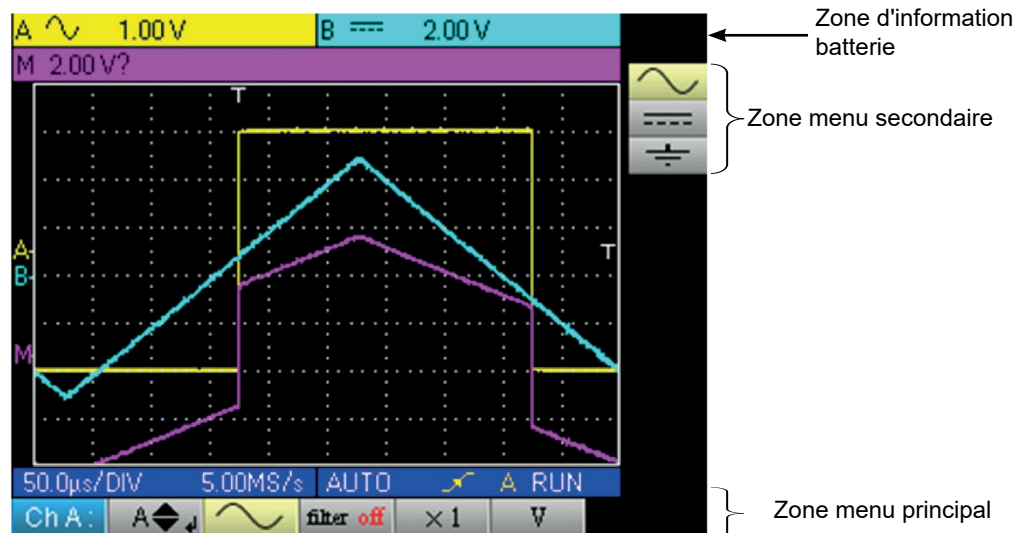 A 1.00 V B 2.00 V
Zone d'information
batterie
M 2.00 V?
Zone menu secondaire
T
T
A
B
M
50.0µs/DIV 5.00MS/s AUTO A RUN
Ch A: A filter off ×1 V
Zone menu principal